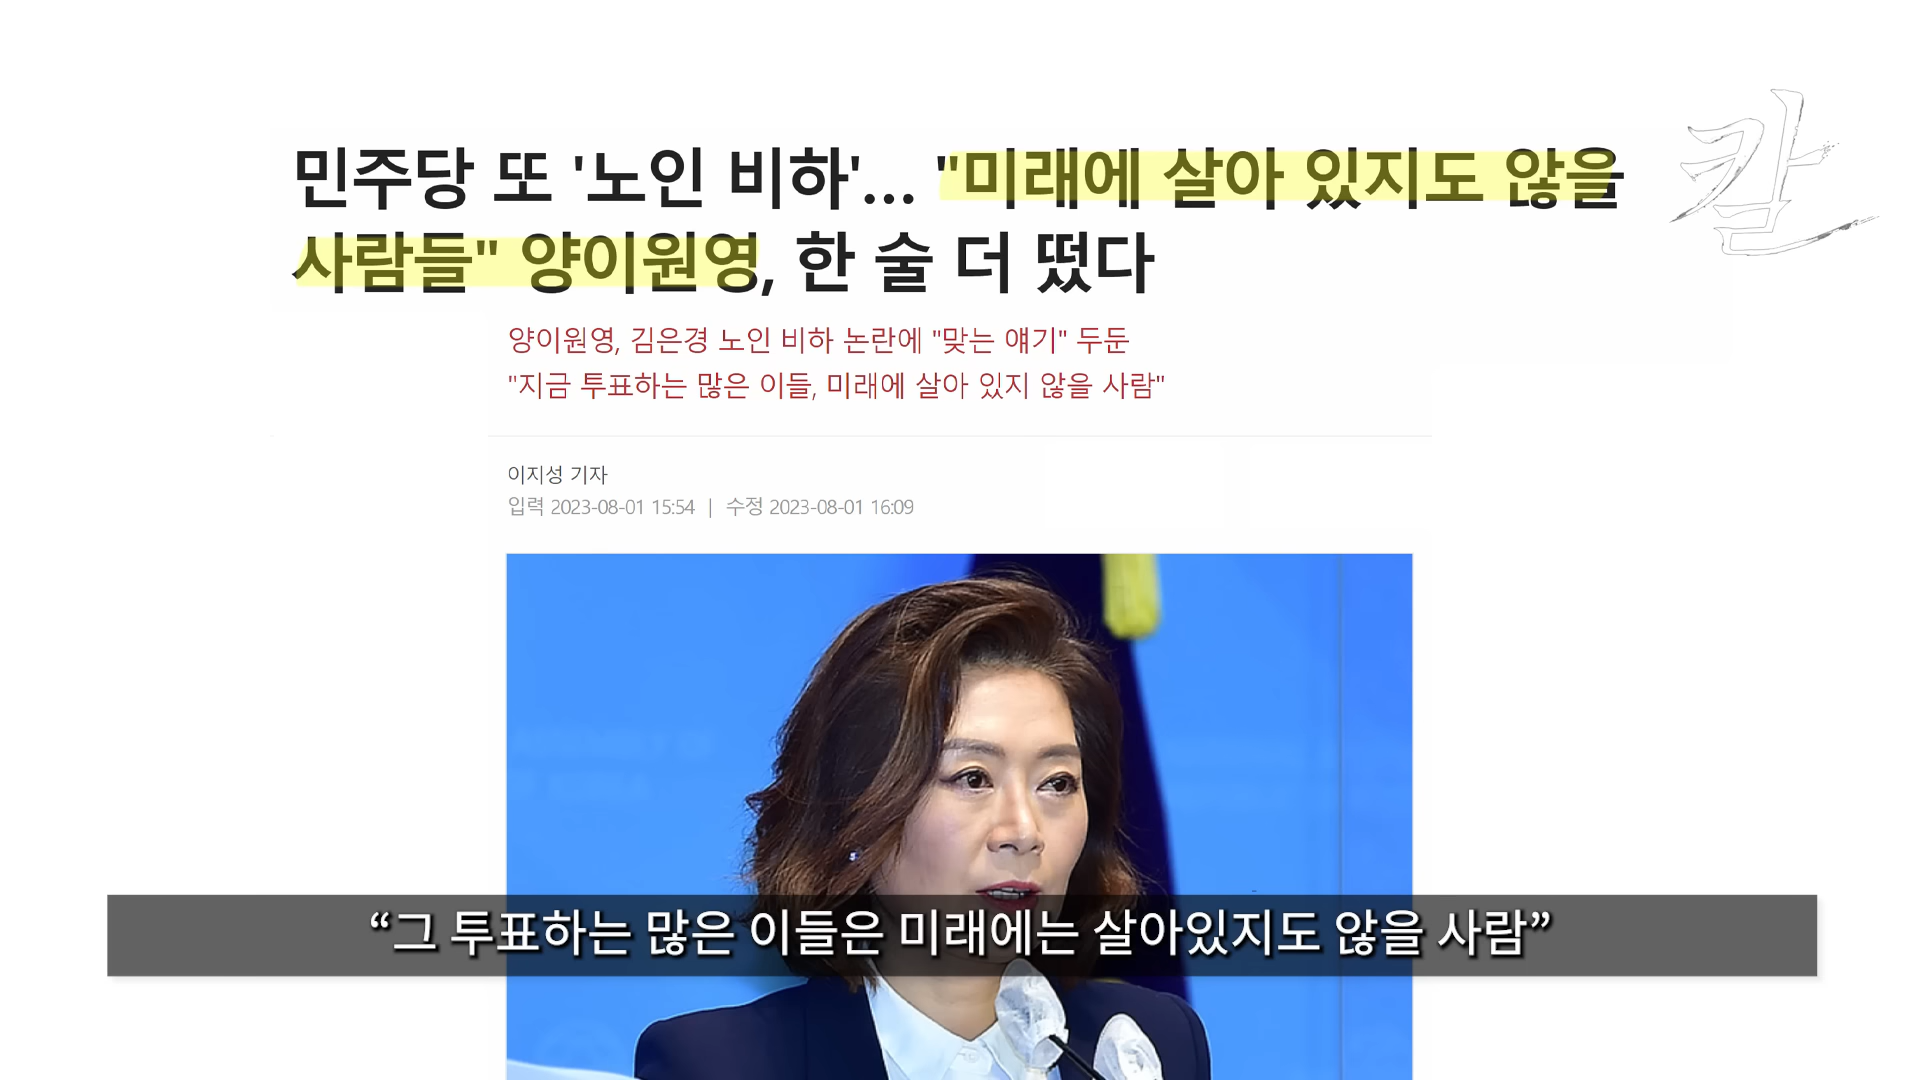 민주당 또 '노인 비하'... "미래에 살아 있지도 않을
사람들" 양이원영, 한 술 더 떴다
칼
양이원영, 김은경 노인 비하 논란에 "맞는 얘기" 두둔
"지금 투표하는 많은 이들, 미래에 살아 있지 않을 사람"
이지성 기자
입력 2023-08-01 15:54 | 수정 2023-08-01 16:09
“그 투표하는 많은 이들은 미래에는 살아있지도 않을 사람”